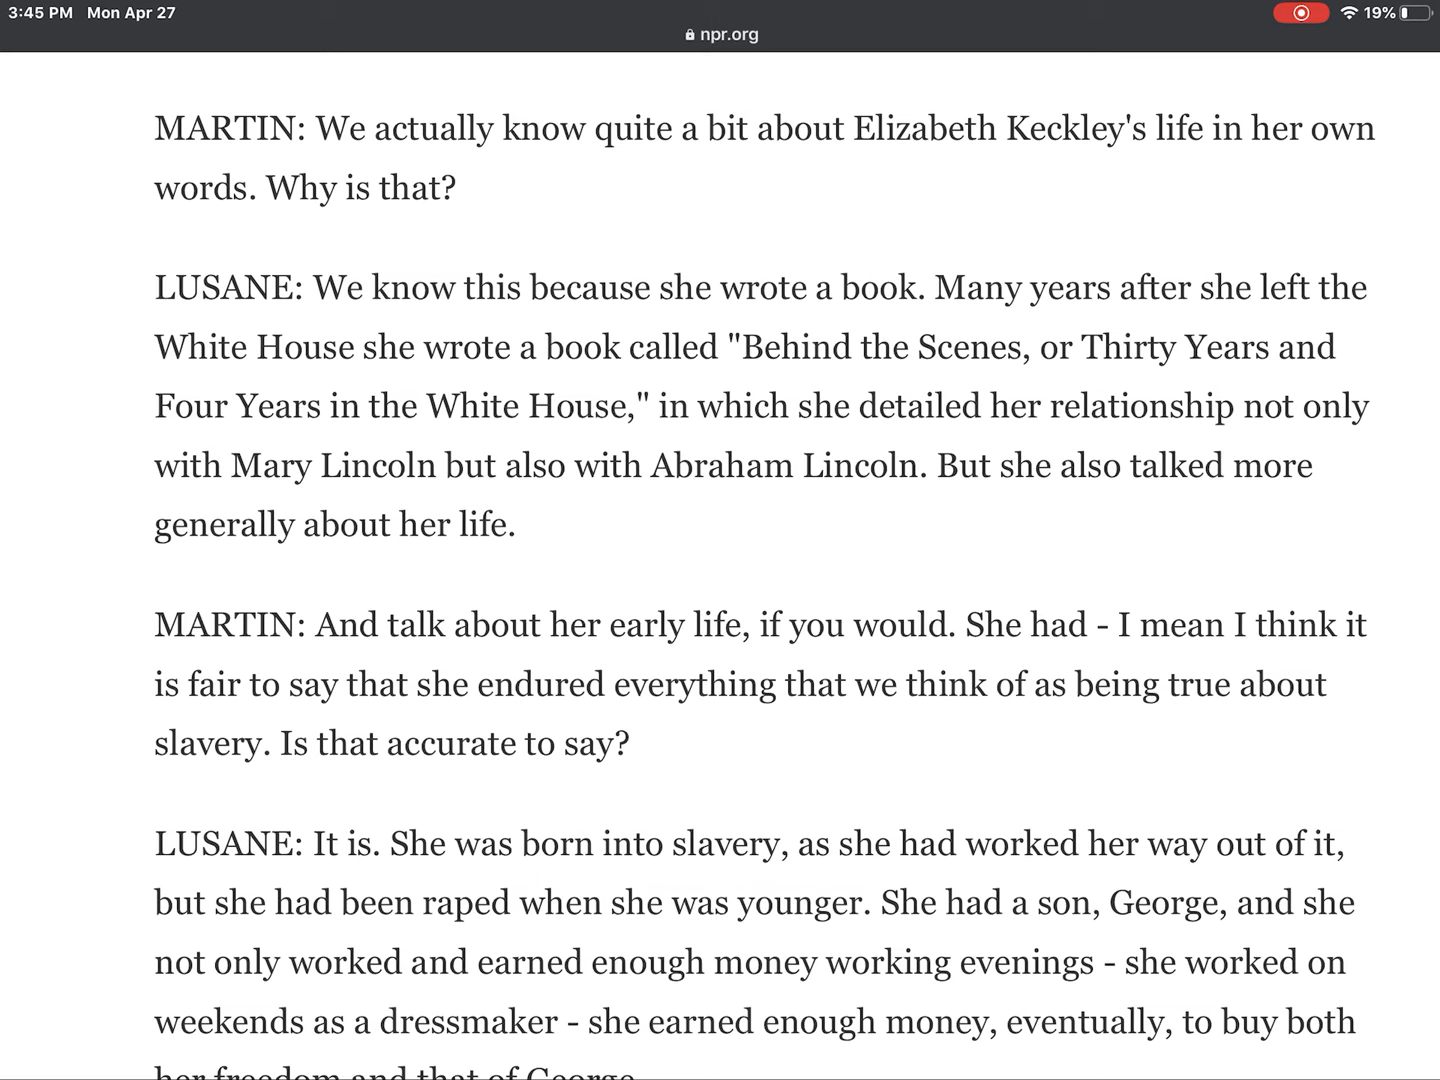 3:45 PM Mon Apr 27
19%
npr.org
MARTIN: We actually know quite a bit about Elizabeth Keckley's life in her own
words. Why is that?
LUSANE: We know this because she wrote a book. Many years after she left the
White House she wrote a book called "Behind the Scenes, or Thirty Years and
Four Years in the White House," in which she detailed her relationship not only
with Mary Lincoln but also with Abraham Lincoln. But she also talked more
generally about her life.
MARTIN: And talk about her early life, if you would. She had - I mean I think it
is fair to say that she endured everything that we think of as being true about
slavery. Is that accurate to say?
LUSANE: It is. She was born into slavery, as she had worked her way out of it,
but she had been raped when she was younger. She had a son, George, and she
not only worked and earned enough money working evenings - she worked on
weekends as a dressmaker - she earned enough money, eventually, to buy both
her freedom and that of George.